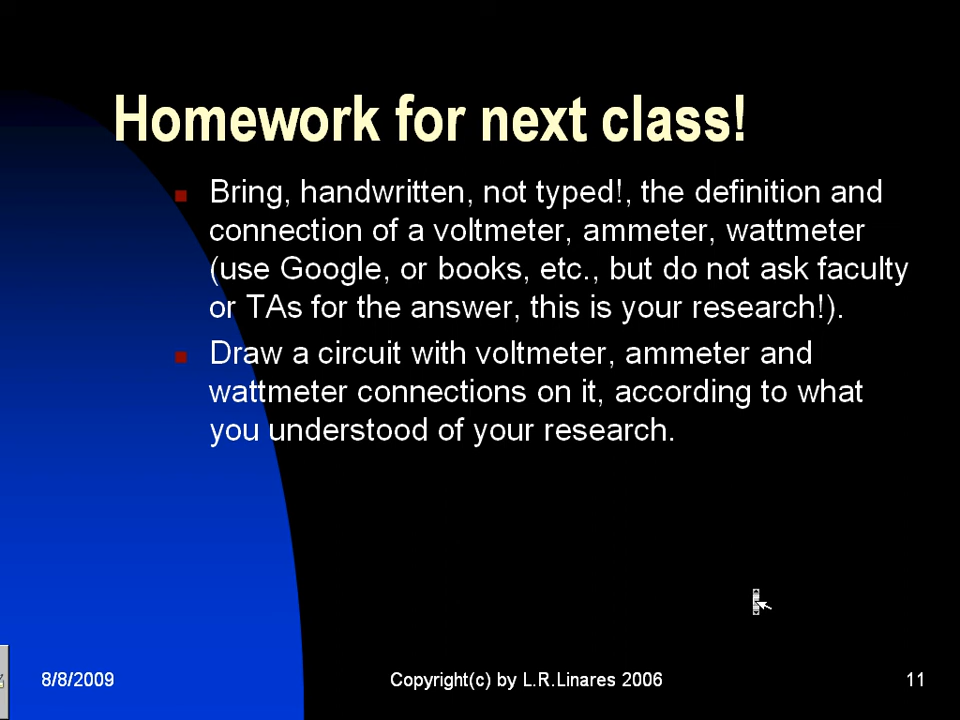 Homework for next class!
Bring, handwritten, not typed!, the definition and
connection of a voltmeter, ammeter, wattmeter
(use Google, or books, etc., but do not ask faculty
or TAs for the answer, this is your research!).
Draw a circuit with voltmeter, ammeter and
wattmeter connections on it, according to what
you understood of your research.
8/8/2009
Copyright(c) by L.R.Linares 2006
11